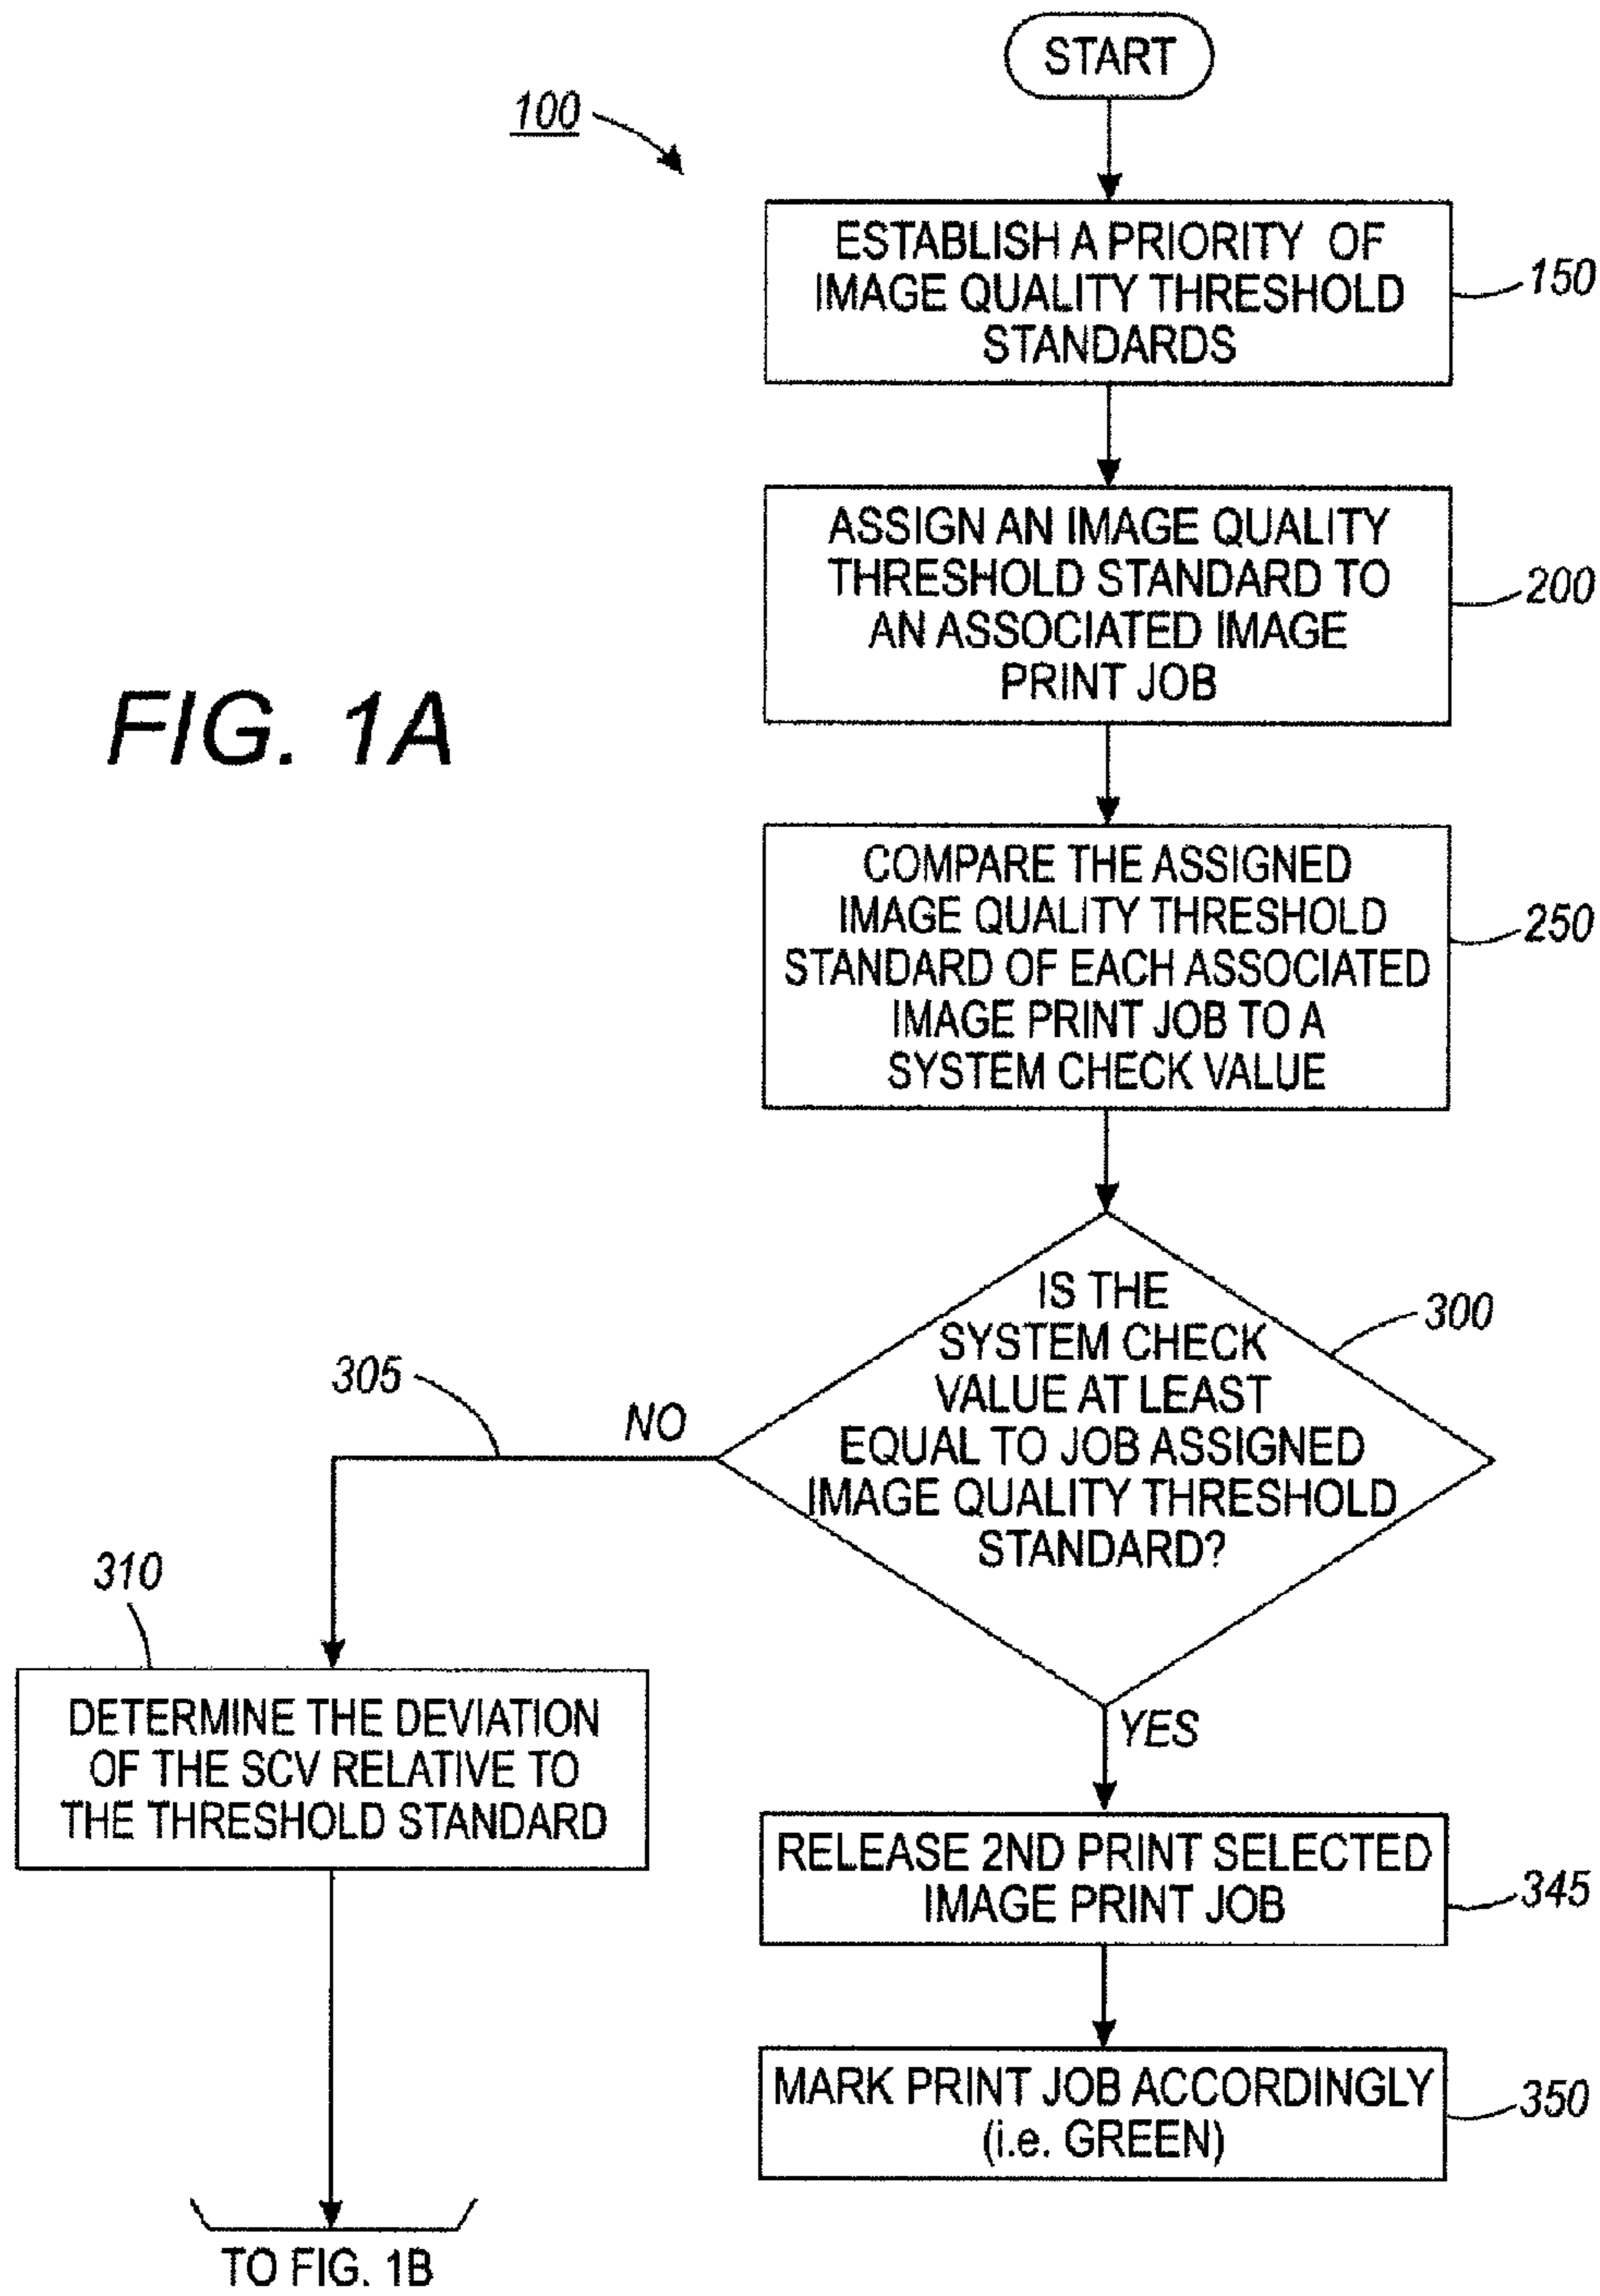 START
100
ESTABLISH A PRIORITY OF
IMAGE QUALITY THRESHOLD
STANDARDS
150
ASSIGN AN IMAGE QUALITY
THRESHOLD STANDARD TO
AN ASSOCIATED IMAGE
PRINT JOB
200
FIG. 1A
COMPARE THE ASSIGNED
IMAGE QUALITY THRESHOLD
STANDARD OF EACH ASSOCIATED
IMAGE PRINT JOB TO A
SYSTEM CHECK VALUE
250
IS THE
SYSTEM CHECK
VALUE AT LEAST
EQUAL TO JOB ASSIGNED
IMAGE QUALITY THRESHOLD
STANDARD?
300
305
NO
310
DETERMINE THE DEVIATION
OF THE SCV RELATIVE TO
THE THRESHOLD STANDARD
YES
RELEASE 2ND PRINT SELECTED
IMAGE PRINT JOB
345
MARK PRINT JOB ACCORDINGLY
(i.e. GREEN)
350
TO FIG. 1B